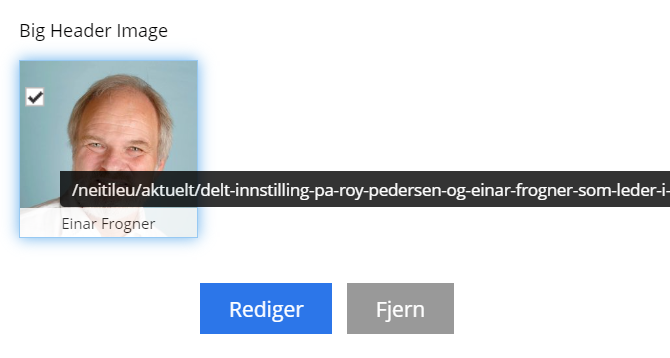 Big Header Image
/neitileu/aktuelt/delt-innstilling-pa-roy-pedersen-og-einar-frogner-som-leder-i-
Einar Frogner
Rediger
Fjern